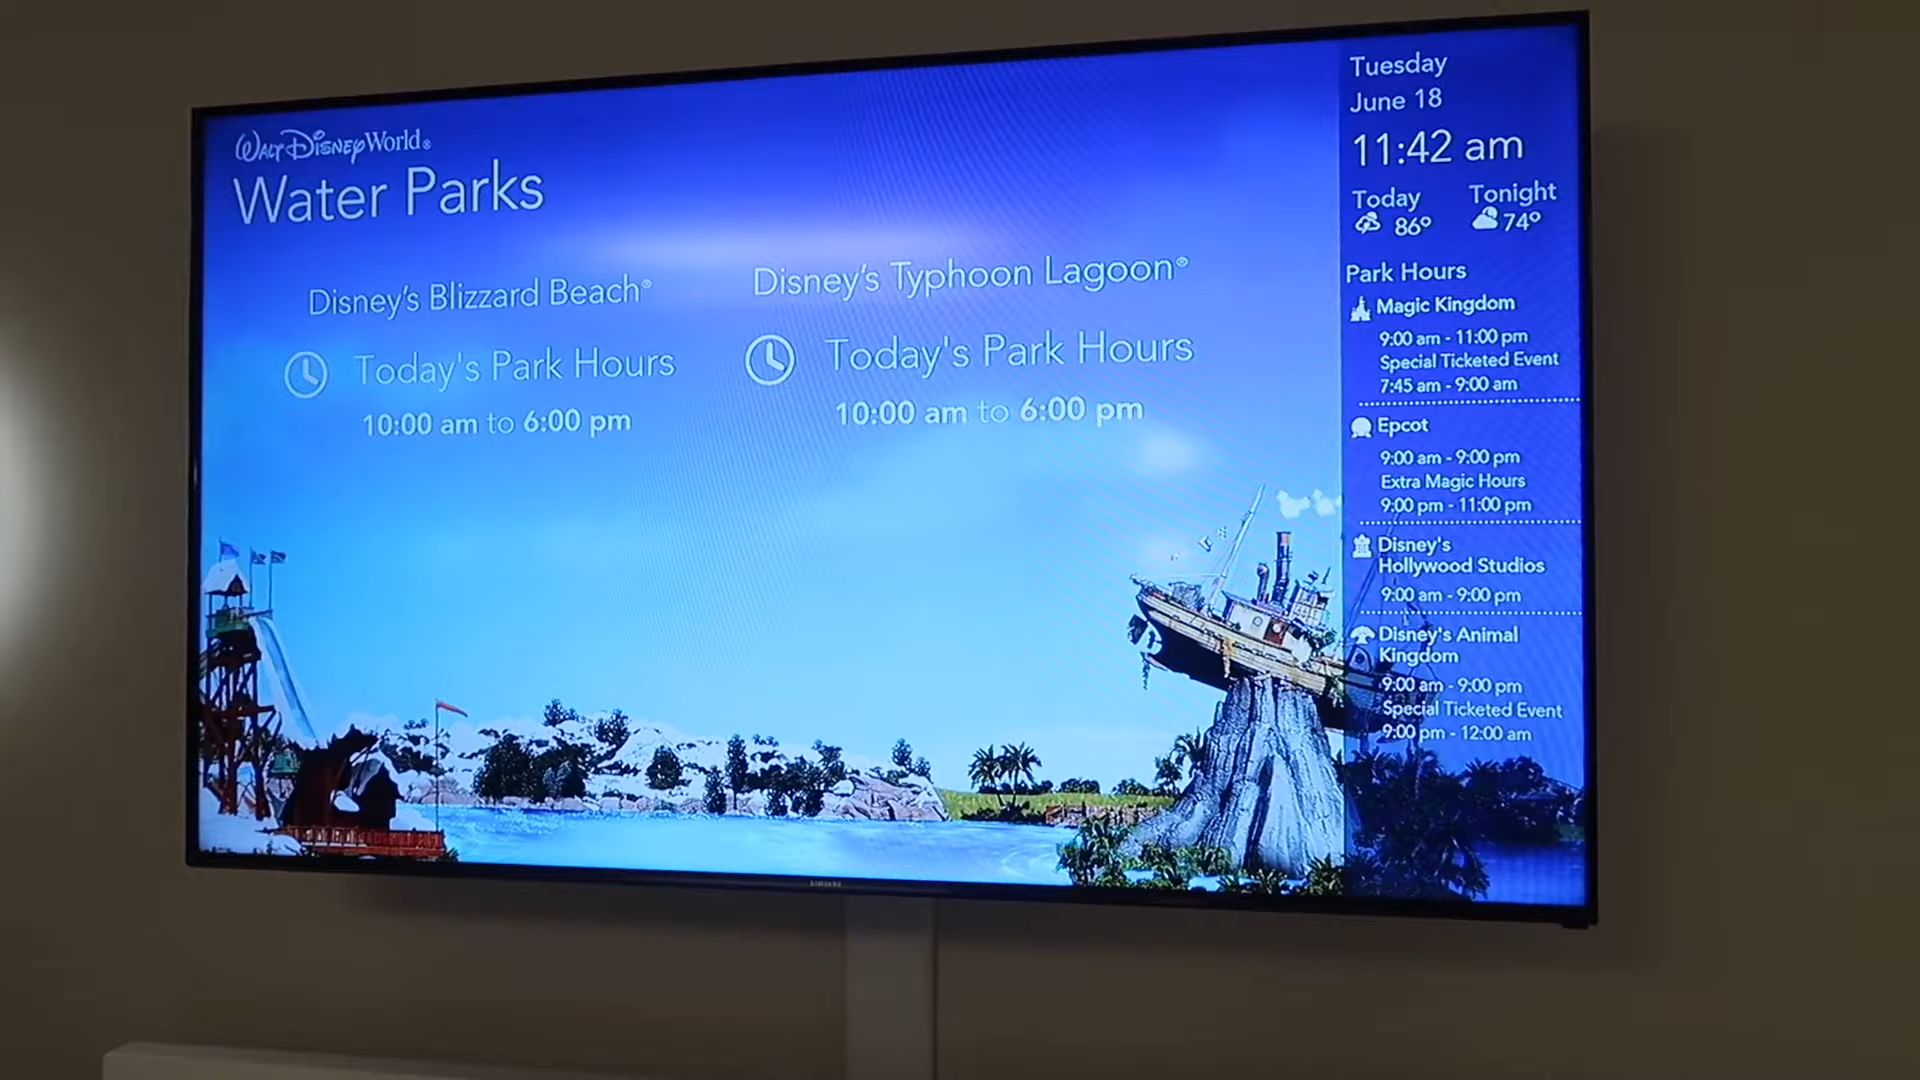 Walt Disney World®
Water Parks
Disney's Blizzard Beach®
Today's Park Hours
10:00 am to 6:00 pm
Disney's Typhoon Lagoon®
Today's Park Hours
10:00 am to 6:00 pm
Tuesday
June 18
11:42 am
Today Tonight
86° 74°
Park Hours
Magic Kingdom
9:00 am - 11:00 pm
Special Ticketed Event
7:45 am - 9:00 am
Epcot
9:00 am - 9:00 pm
Extra Magic Hours
9:00 pm - 11:00 pm
Disney's
Hollywood Studios
9:00 am - 9:00 pm
Disney's Animal
Kingdom
9:00 am - 9:00 pm
Special Ticketed Event
9:00 pm - 12:00 am
SAMSUNG